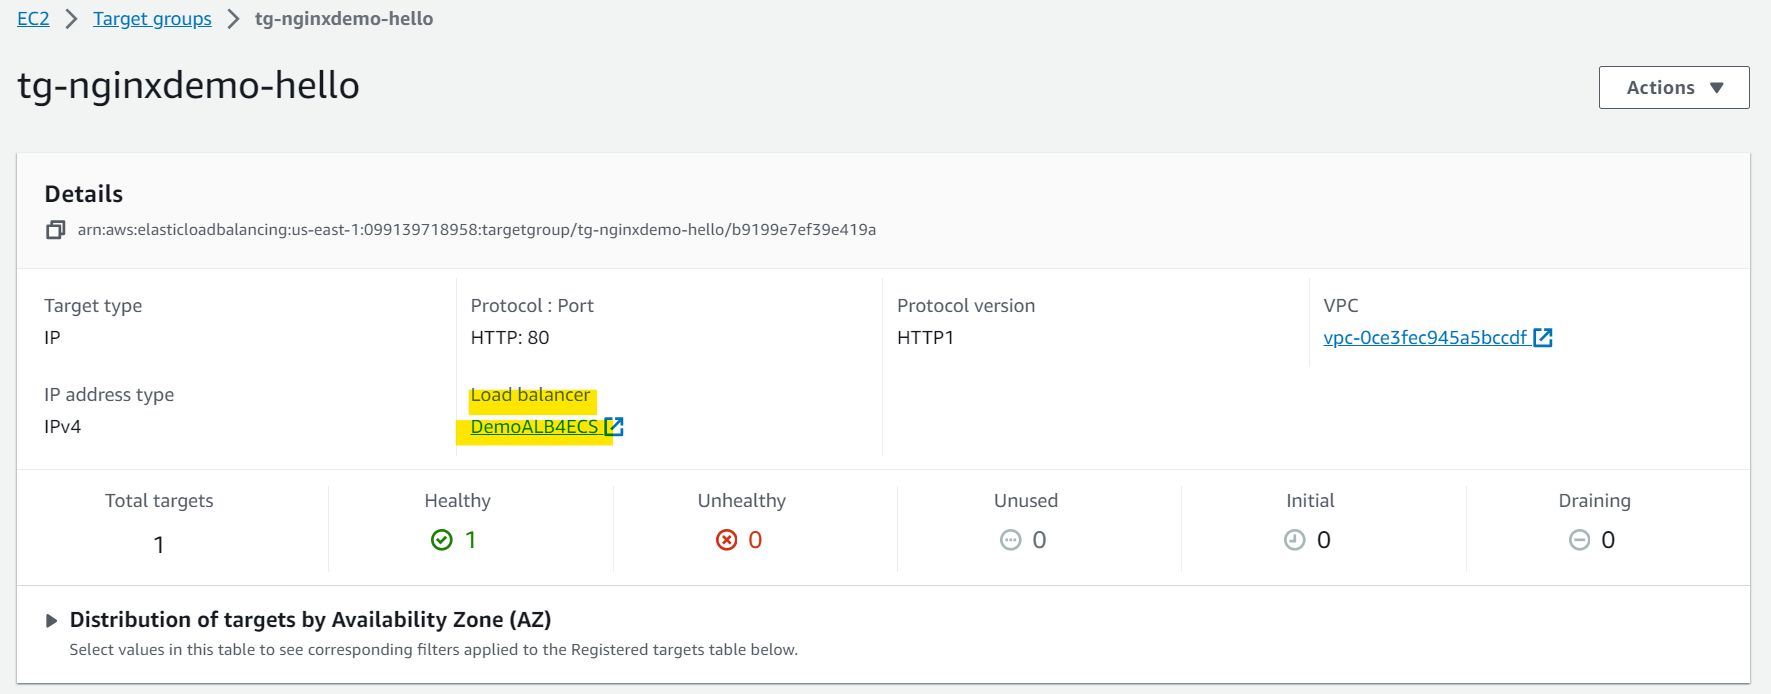 EC2 > Target groups > tg-nginxdemo-hello
tg-nginxdemo-hello
Actions
Details
arn:aws:elasticloadbalancing:us-east-1:099139718958:targetgroup/tg-nginxdemo-hello/b9199e7ef39e419a
Target type
IP
Protocol : Port
HTTP: 80
Protocol version
HTTP1
VPC
vpc-0ce3fec945a5bccdf
IP address type
IPv4
Load balancer
DemoALB4ECS
Total targets
1
Healthy
1
Unhealthy
0
Unused
0
Initial
0
Draining
0
Distribution of targets by Availability Zone (AZ)
Select values in this table to see corresponding filters applied to the Registered targets table below.